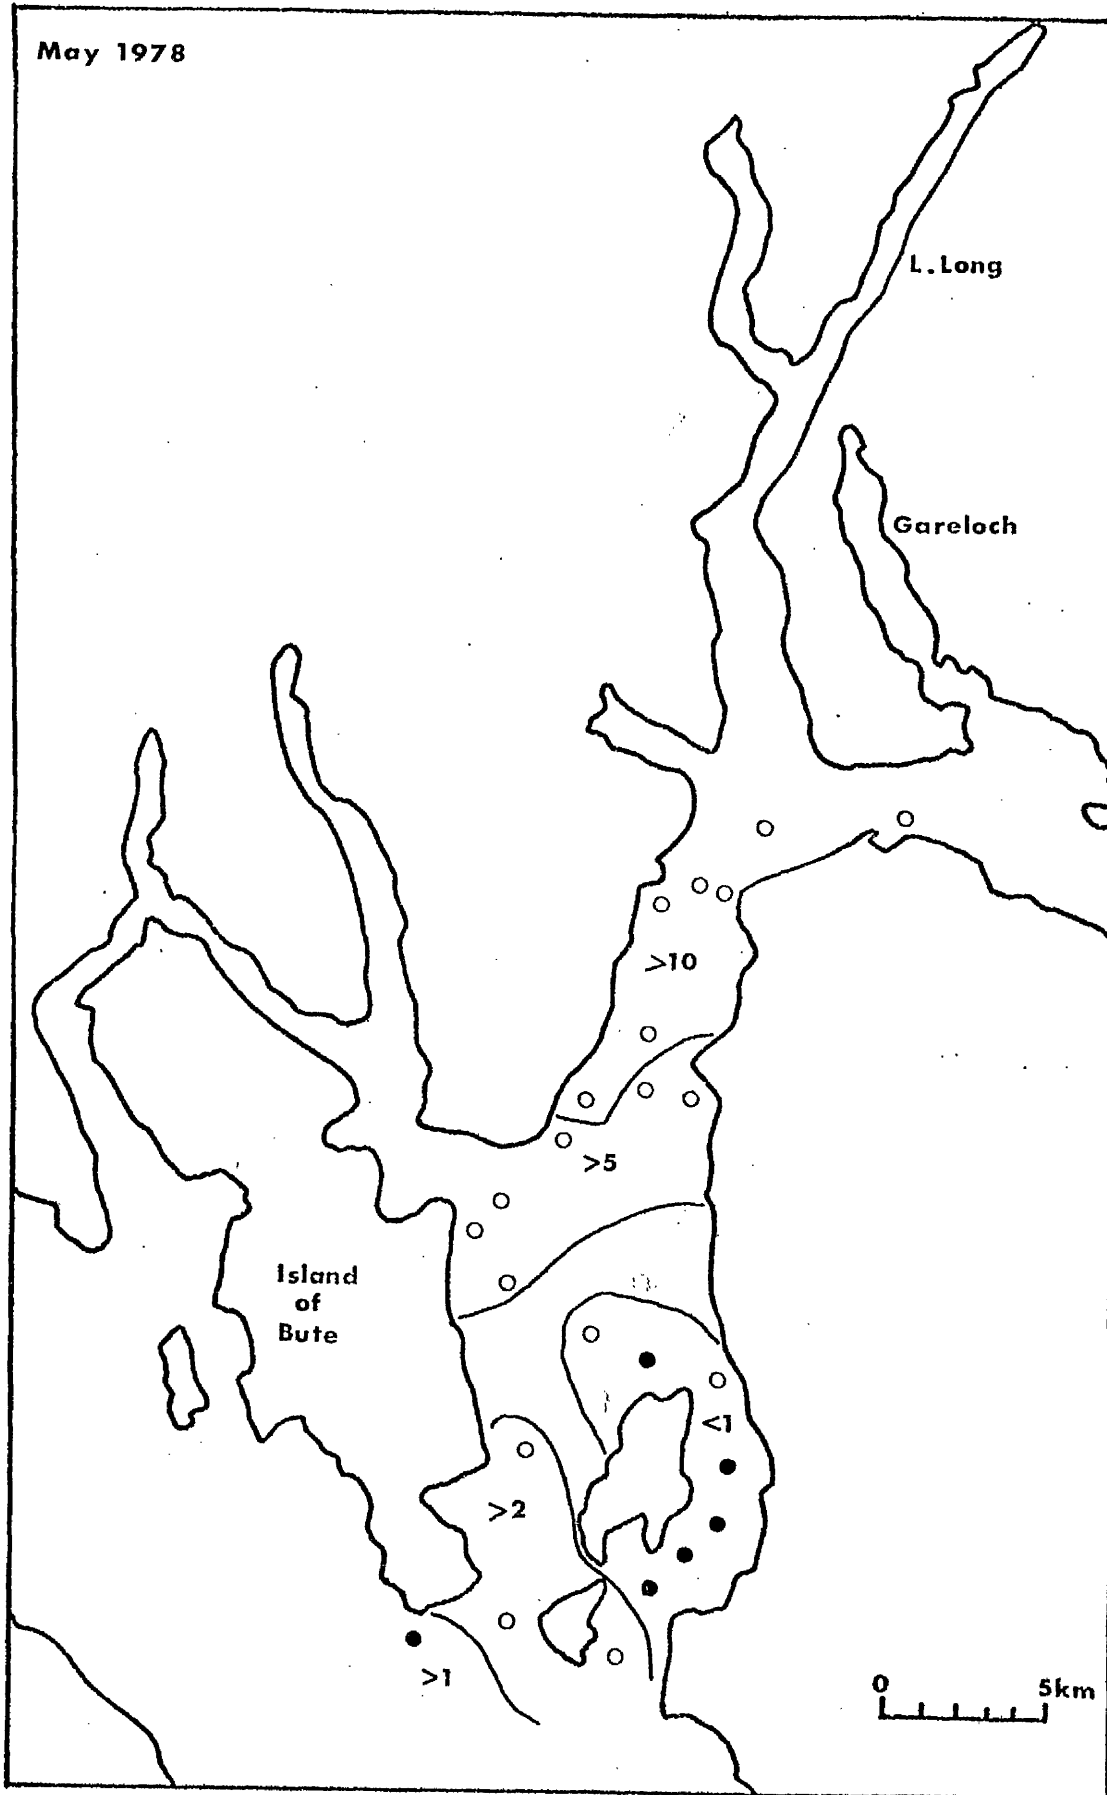 May 1978
L.Long
Gareloch
>10
>5
Island
of
Bute
<1
>2
>1
0 5km